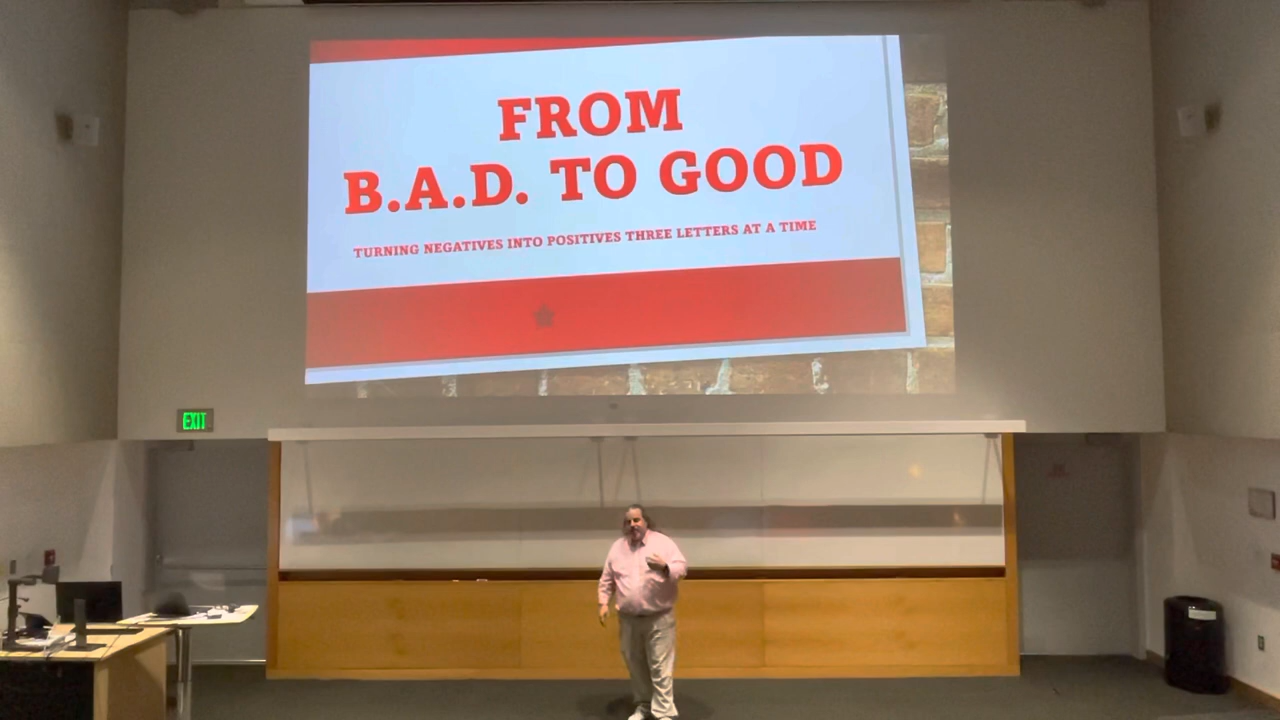 FROM
B.A.D. TO GOOD
TURNING NEGATIVES INTO POSITIVES THREE LETTERS AT A TIME
EXIT